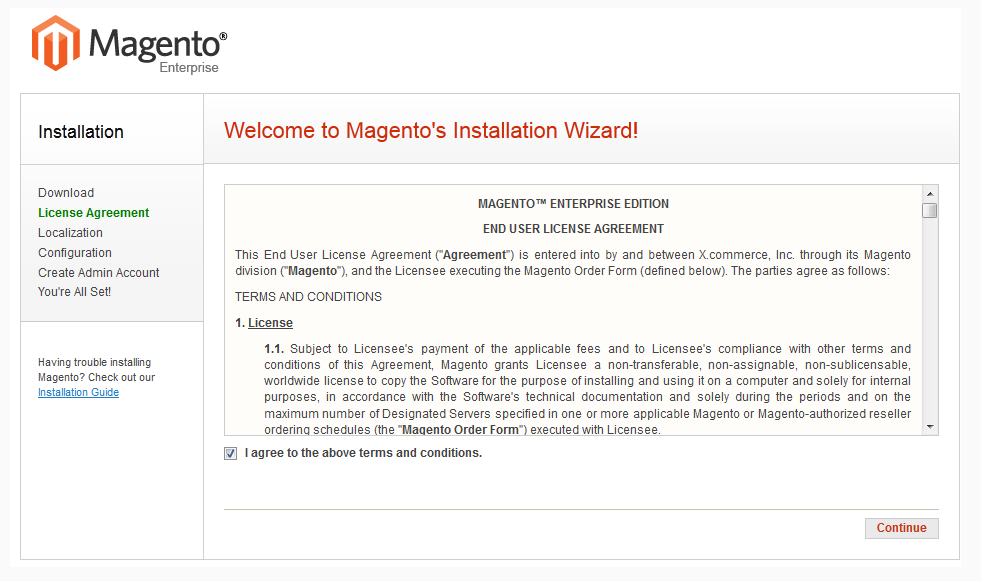 Magento®
Enterprise
Installation
Download
License Agreement
Localization
Configuration
Create Admin Account
You're All Set!
Having trouble installing
Magento? Check out our
Installation Guide
Welcome to Magento's Installation Wizard!
MAGENTO™ ENTERPRISE EDITION
END USER LICENSE AGREEMENT
This End User License Agreement ("Agreement") is entered into by and between X.commerce, Inc. through its Magento
division ("Magento"), and the Licensee executing the Magento Order Form (defined below). The parties agree as follows:
TERMS AND CONDITIONS
1. License
1.1. Subject to Licensee's payment of the applicable fees and to Licensee's compliance with other terms and
conditions of this Agreement, Magento grants Licensee a non-transferable, non-assignable, non-sublicensable,
worldwide license to copy the Software for the purpose of installing and using it on a computer and solely for internal
purposes, in accordance with the Software's technical documentation and solely during the periods and on the
maximum number of Designated Servers specified in one or more applicable Magento or Magento-authorized reseller
ordering schedules (the "Magento Order Form") executed with Licensee.
I agree to the above terms and conditions.
Continue